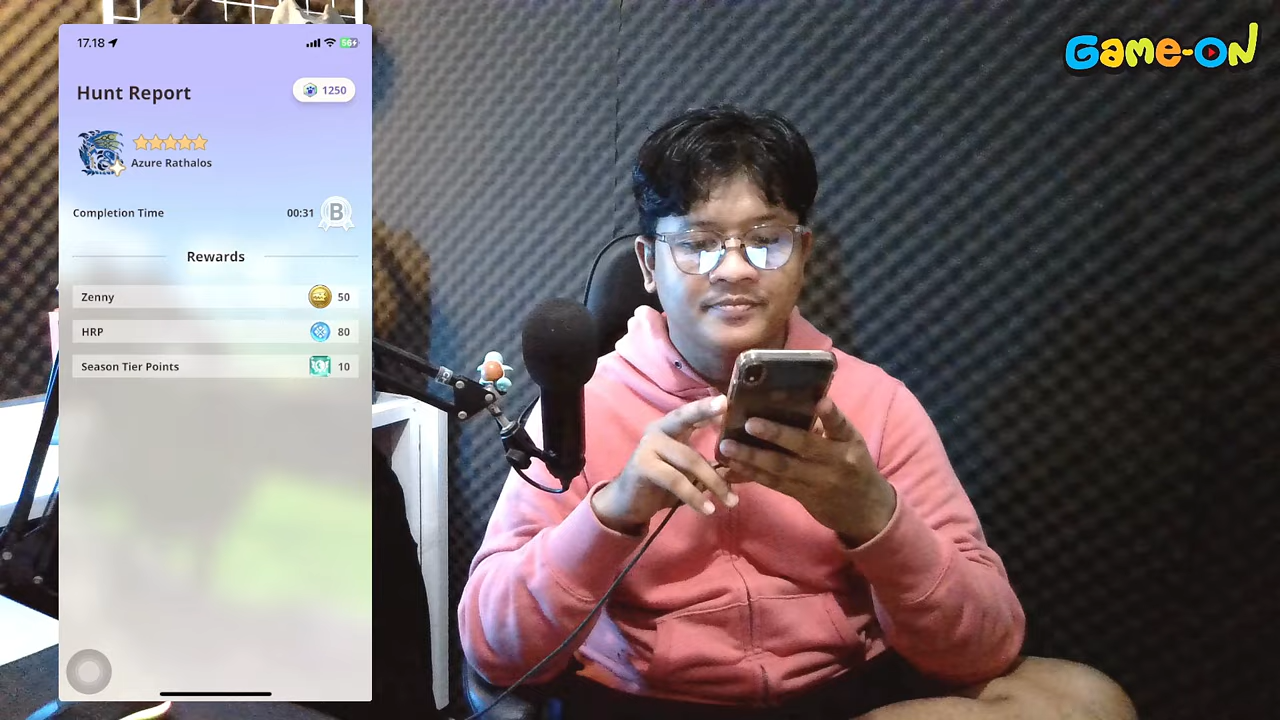 17.18
56
Hunt Report
1250
Azure Rathalos
Completion Time
00:31
B
Rewards
Zenny
50
HRP
80
Season Tier Points
10
GAME-ON